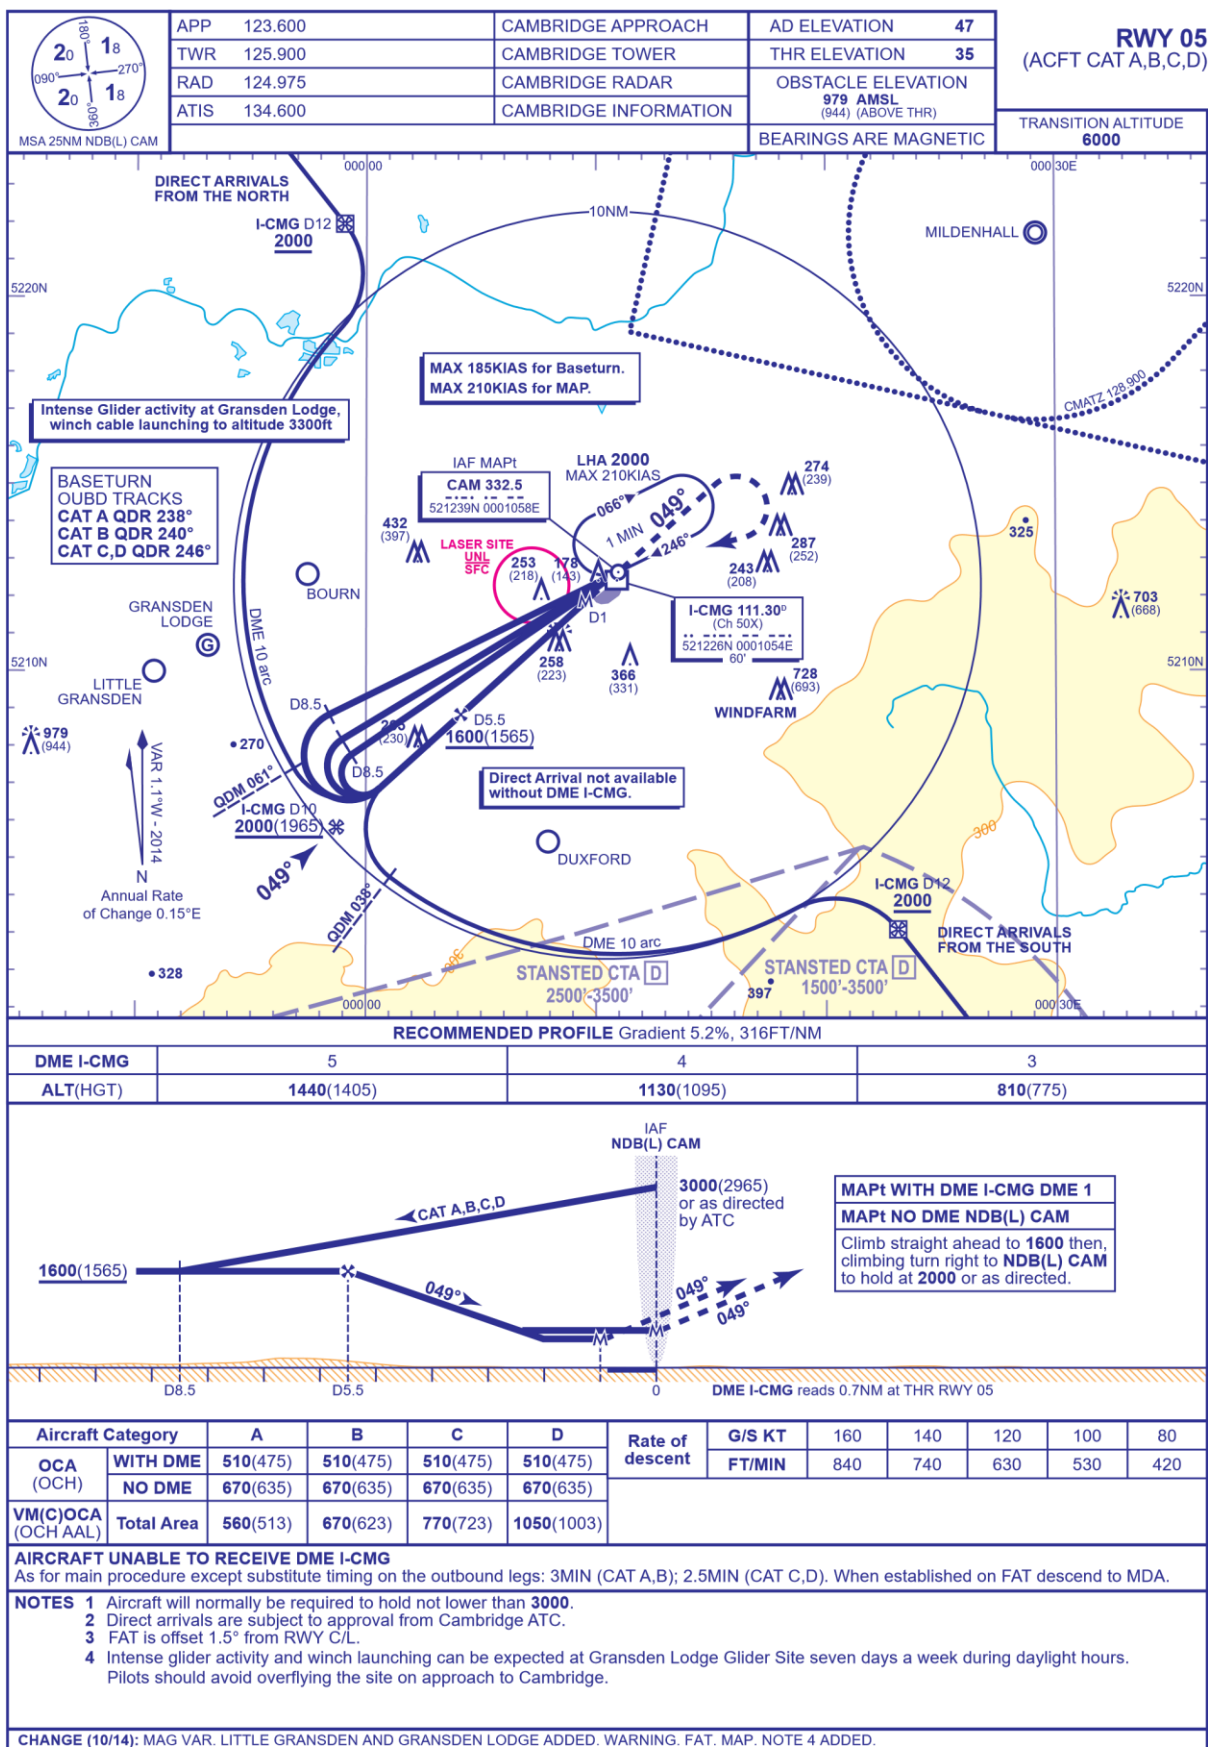 180°
20 18
090° 270°
20 18
360°
MSA 25NM NDB(L) CAM
APP 123.600 CAMBRIDGE APPROACH
TWR 125.900 CAMBRIDGE TOWER
RAD 124.975 CAMBRIDGE RADAR
ATIS 134.600 CAMBRIDGE INFORMATION
AD ELEVATION 47
THR ELEVATION 35
OBSTACLE ELEVATION
979 AMSL
(944) (ABOVE THR)
BEARINGS ARE MAGNETIC
RWY 05
(ACFT CAT A,B,C,D)
TRANSITION ALTITUDE
6000
000 00
000 30E
DIRECT ARRIVALS
FROM THE NORTH
I-CMG D12
2000
10NM
MILDENHALL
5220N
5220N
MAX 185KIAS for Baseturn.
MAX 210KIAS for MAP.
CMATZ 128.900
Intense Glider activity at Gransden Lodge,
winch cable launching to altitude 3300ft
BASETURN
OUBD TRACKS
CAT A QDR 238°
CAT B QDR 240°
CAT C,D QDR 246°
IAF MAPt
CAM 332.5
521239N 0001058E
LHA 2000
MAX 210KIAS
066°
1 MIN
049°
246°
274
(239)
287
(252)
243
(208)
325
432
(397)
LASER SITE
UNL
SFC
253
(218)
178
(143)
BOURN
GRANSDEN
LODGE
G
LITTLE
GRANSDEN
DME 10 arc
M
D1
I-CMG 111.30D
(Ch 50X)
521226N 0001054E
60'
703
(668)
258
(223)
366
(331)
728
(693)
WINDFARM
5210N
5210N
979
(944)
270
D8.5
(230)
D5.5
1600(1565)
D8.5
QDM 061°
I-CMG D10
2000(1965)
Direct Arrival not available
without DME I-CMG.
VAR 1.1°W - 2014
N
Annual Rate
of Change 0.15°E
049°
DUXFORD
300
QDM 038°
I-CMG D12
2000
DIRECT ARRIVALS
FROM THE SOUTH
DME 10 arc
300
STANSTED CTA D
2500'-3500'
STANSTED CTA D
1500'-3500'
328
397
000 00
000 30E
RECOMMENDED PROFILE Gradient 5.2%, 316FT/NM
DME I-CMG 5 4 3
ALT(HGT) 1440(1405) 1130(1095) 810(775)
IAF
NDB(L) CAM
3000(2965)
or as directed
by ATC
CAT A,B,C,D
1600(1565)
049°
M
M
049°
049°
MAPt WITH DME I-CMG DME 1
MAPt NO DME NDB(L) CAM
Climb straight ahead to 1600 then,
climbing turn right to NDB(L) CAM
to hold at 2000 or as directed.
D8.5 D5.5 0 DME I-CMG reads 0.7NM at THR RWY 05
Aircraft Category A B C D
OCA
(OCH)
WITH DME 510(475) 510(475) 510(475) 510(475)
NO DME 670(635) 670(635) 670(635) 670(635)
VM(C)OCA
(OCH AAL)
Total Area 560(513) 670(623) 770(723) 1050(1003)
Rate of
descent
G/S KT 160 140 120 100 80
FT/MIN 840 740 630 530 420
AIRCRAFT UNABLE TO RECEIVE DME I-CMG
As for main procedure except substitute timing on the outbound legs: 3MIN (CAT A,B); 2.5MIN (CAT C,D). When established on FAT descend to MDA.
NOTES 1 Aircraft will normally be required to hold not lower than 3000.
2 Direct arrivals are subject to approval from Cambridge ATC.
3 FAT is offset 1.5° from RWY C/L.
4 Intense glider activity and winch launching can be expected at Gransden Lodge Glider Site seven days a week during daylight hours.
Pilots should avoid overflying the site on approach to Cambridge.
CHANGE (10/14): MAG VAR. LITTLE GRANSDEN AND GRANSDEN LODGE ADDED. WARNING. FAT. MAP. NOTE 4 ADDED.